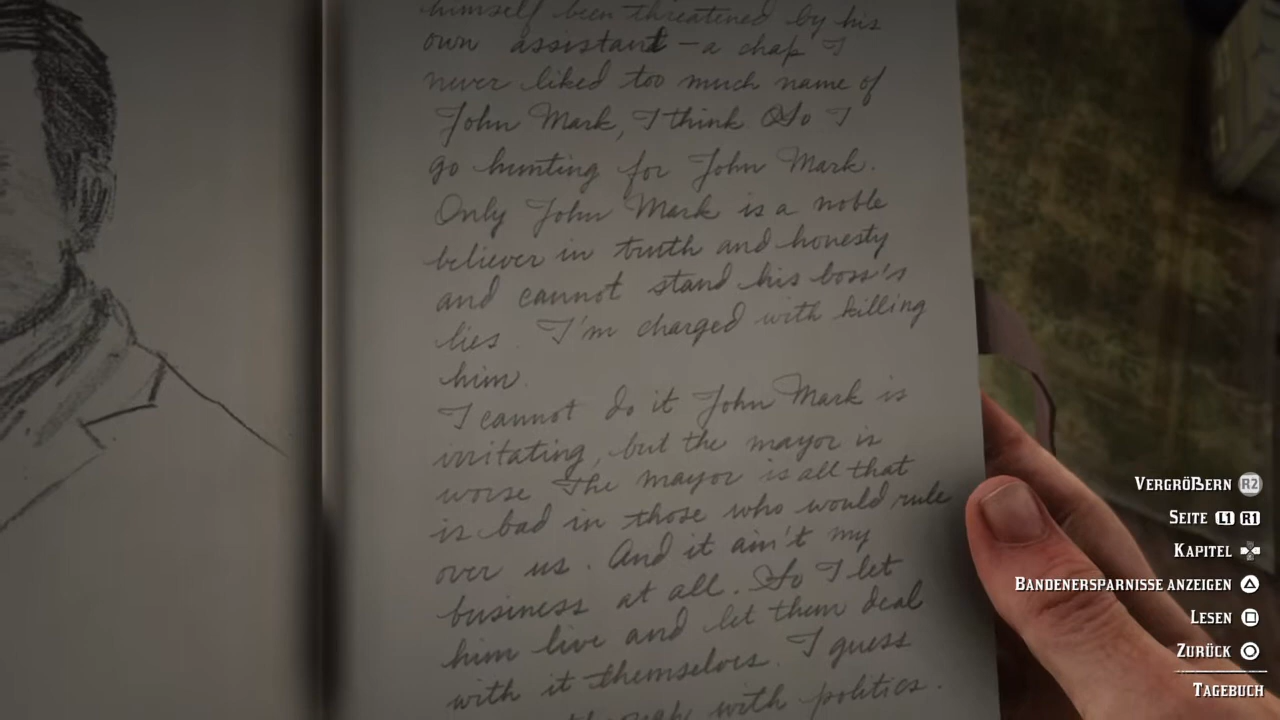 himself been threatened by his
own assistant – a chap I
never liked too much name of
John Mark, I think. So I
go hunting for John Mark.
Only John Mark is a noble
believer in truth and honesty
and cannot stand his boss's
lies. I'm charged with killing
him.
I cannot do it John Mark is
irritating, but the mayor is
worse The mayor is all that
is bad in those who would rule
over us. And it ain't my
business at all. So I let
him live and let them deal
with it themselves. I guess
with politics.
VERGRÖẞERN R2
SEITE L1 R1
KAPITEL
BANDENERSPARNISSE ANZEIGEN
LESEN
ZURÜCK
TAGEBUCH